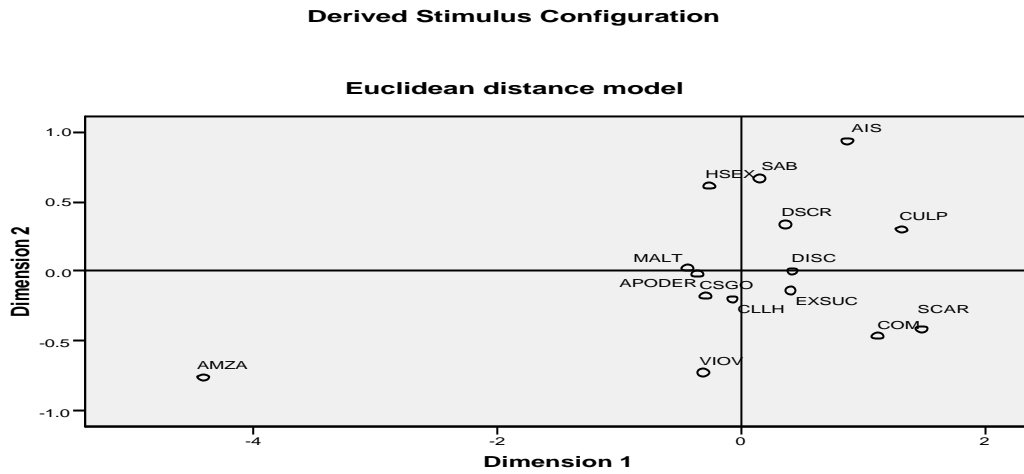 Derived Stimulus Configuration
Euclidean distance model
1.0
AIS
SAB
HSEX
0.5
DSCR
CULP
Dimension 2
MALT
DISC
0.0
APODER
CSGO
EXSUC
CLLH
SCAR
COM
-0.5
VIOV
AMZA
-1.0
-4
-2
0
2
Dimension 1